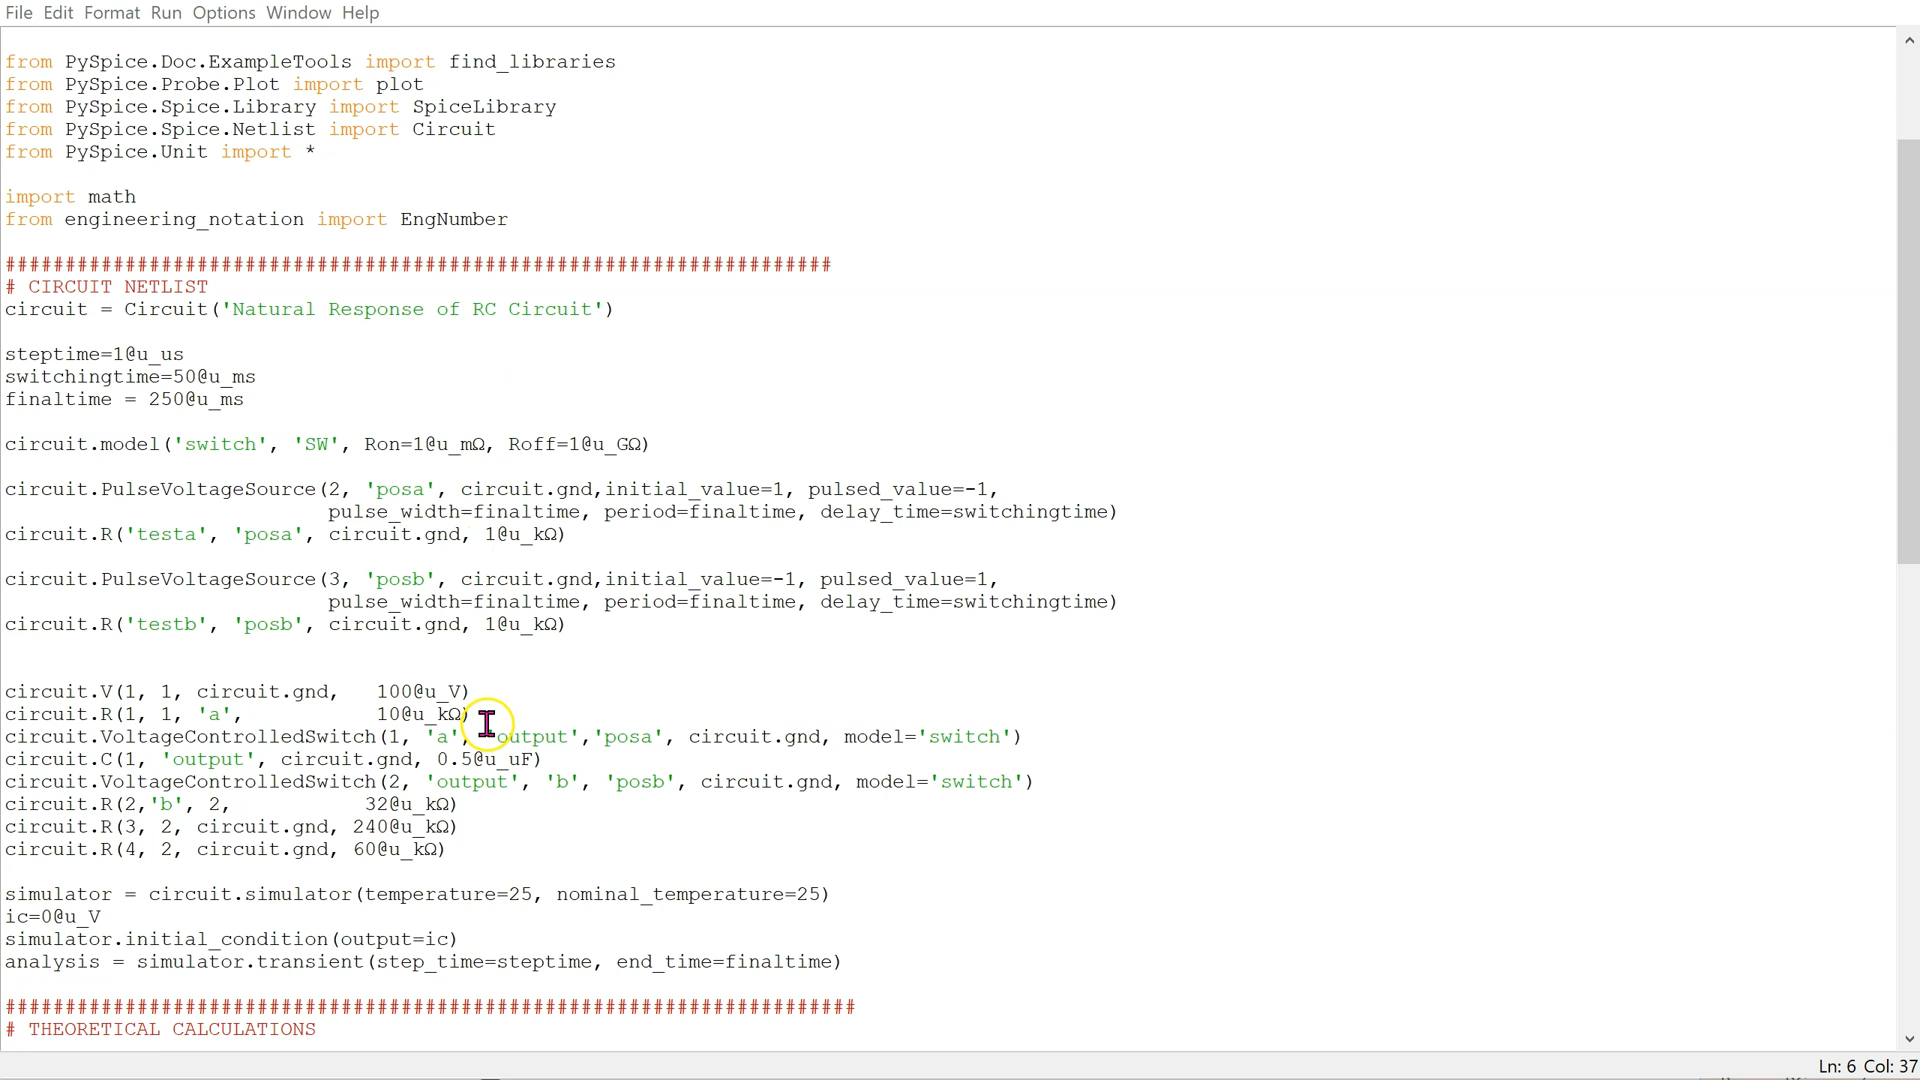 File Edit Format Run Options Window Help
from PySpice.Doc.ExampleTools import find_libraries
from PySpice.Probe.Plot import plot
from PySpice.Spice.Library import SpiceLibrary
from PySpice.Spice.Netlist import Circuit
from PySpice.Unit import *
import math
from engineering_notation import EngNumber
#####################################################################
# CIRCUIT NETLIST
circuit = Circuit('Natural Response of RC Circuit')
steptime=1@u_us
switchingtime=50@u_ms
finaltime = 250@u_ms
circuit.model('switch', 'SW', Ron=1@u_mΩ, Roff=1@u_GΩ)
circuit.PulseVoltageSource(2, 'posa', circuit.gnd,initial_value=1, pulsed_value=-1,
pulse_width=finaltime, period=finaltime, delay_time=switchingtime)
circuit.R('testa', 'posa', circuit.gnd, 1@u_kΩ)
circuit.PulseVoltageSource(3, 'posb', circuit.gnd,initial_value=-1, pulsed_value=1,
pulse_width=finaltime, period=finaltime, delay_time=switchingtime)
circuit.R('testb', 'posb', circuit.gnd, 1@u_kΩ)
circuit.V(1, 1, circuit.gnd,   100@u_V)
circuit.R(1, 1, 'a',           10@u_kΩ)
circuit.VoltageControlledSwitch(1, 'a', 'output','posa', circuit.gnd, model='switch')
circuit.C(1, 'output', circuit.gnd, 0.5@u_uF)
circuit.VoltageControlledSwitch(2, 'output', 'b', 'posb', circuit.gnd, model='switch')
circuit.R(2,'b', 2,           32@u_kΩ)
circuit.R(3, 2, circuit.gnd, 240@u_kΩ)
circuit.R(4, 2, circuit.gnd, 60@u_kΩ)
simulator = circuit.simulator(temperature=25, nominal_temperature=25)
ic=0@u_V
simulator.initial_condition(output=ic)
analysis = simulator.transient(step_time=steptime, end_time=finaltime)
#######################################################################
# THEORETICAL CALCULATIONS
Ln: 6 Col: 37